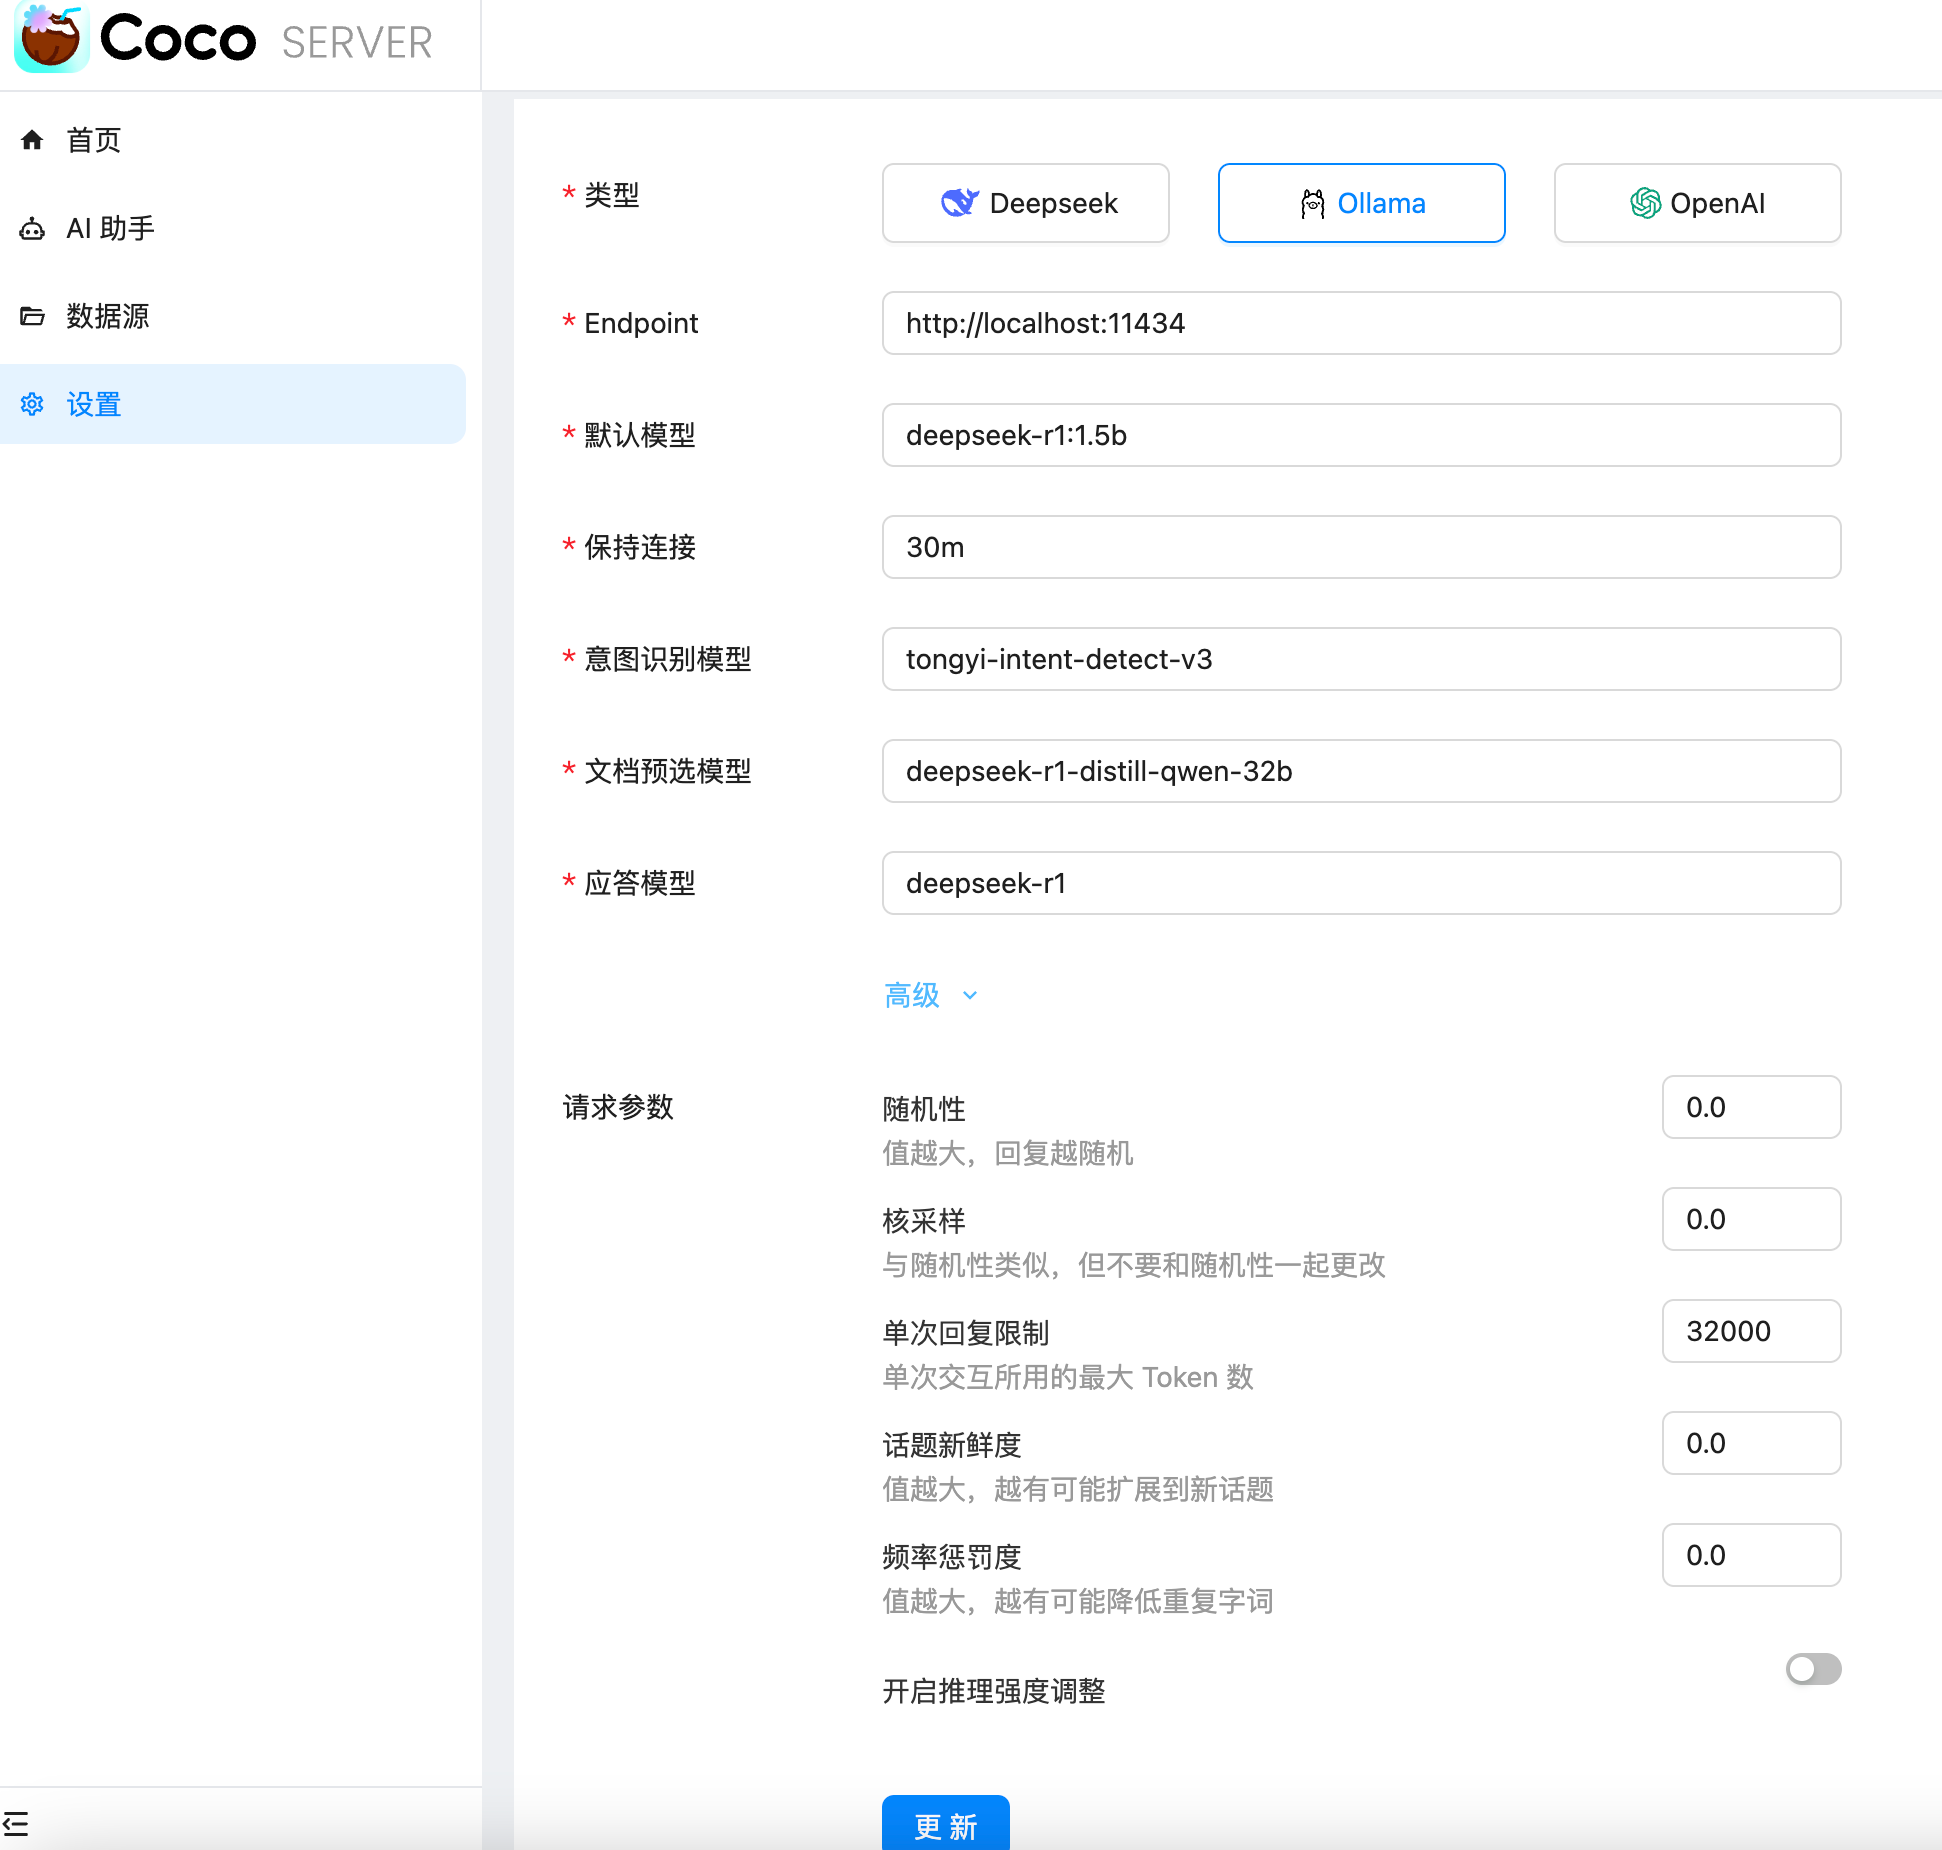 Coco SERVER
首页
AI 助手
数据源
设置
* 类型
Deepseek
Ollama
OpenAI
* Endpoint
http://localhost:11434
* 默认模型
deepseek-r1:1.5b
* 保持连接
30m
* 意图识别模型
tongyi-intent-detect-v3
* 文档预选模型
deepseek-r1-distill-qwen-32b
* 应答模型
deepseek-r1
高级
请求参数
随机性
0.0
值越大，回复越随机
核采样
0.0
与随机性类似，但不要和随机性一起更改
单次回复限制
32000
单次交互所用的最大 Token 数
话题新鲜度
0.0
值越大，越有可能扩展到新话题
频率惩罚度
0.0
值越大，越有可能降低重复字词
开启推理强度调整
更 新